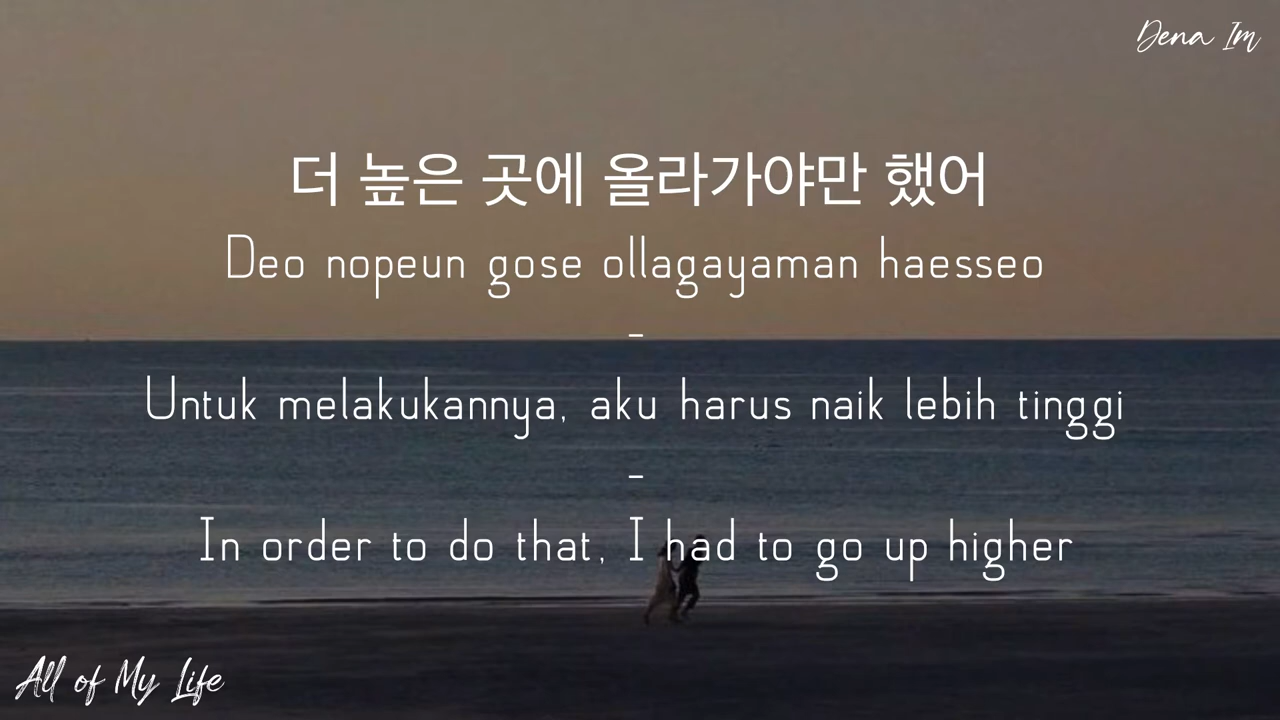 Dena Im
더 높은 곳에 올라가야만 했어
Deo nopeun gose ollagayaman haesseo
-
Untuk melakukannya, aku harus naik lebih tinggi
-
In order to do that, I had to go up higher
All of My Life